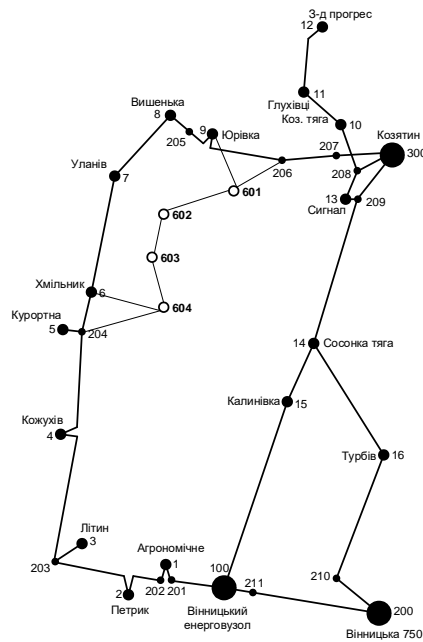 З-д прогрес
12
11
Глухівці
Коз. тяга
10
Вишенька
8
205
9
Юрівка
207
Козятин
300
206
208
Уланів
7
601
13
Сигнал
209
602
603
Хмільник
6
604
Курортна
5
204
14
Сосонка тяга
Калинівка
15
Кожухів
4
Турбів
16
Літин
3
Агрономічне
1
203
202
201
100
211
210
2
Петрик
Вінницький
енерговузол
200
Вінницька 750